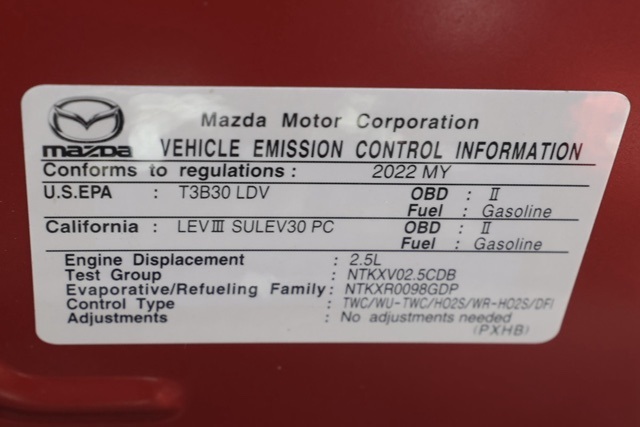 Mazda Motor Corporation
mazda VEHICLE EMISSION CONTROL INFORMATION
Conforms to regulations : 2022 MY
U.S.EPA : T3B30 LDV OBD : II
Fuel : Gasoline
California : LEVIII SULEV30 PC OBD : II
Fuel : Gasoline
Engine Displacement : 2.5L
Test Group : NTKXV02.5CDB
Evaporative/Refueling Family : NTKXR0098GDP
Control Type : TWC/WU-TWC/HO2S/WR-HO2S/DFI
Adjustments : No adjustments needed
(PXHB)